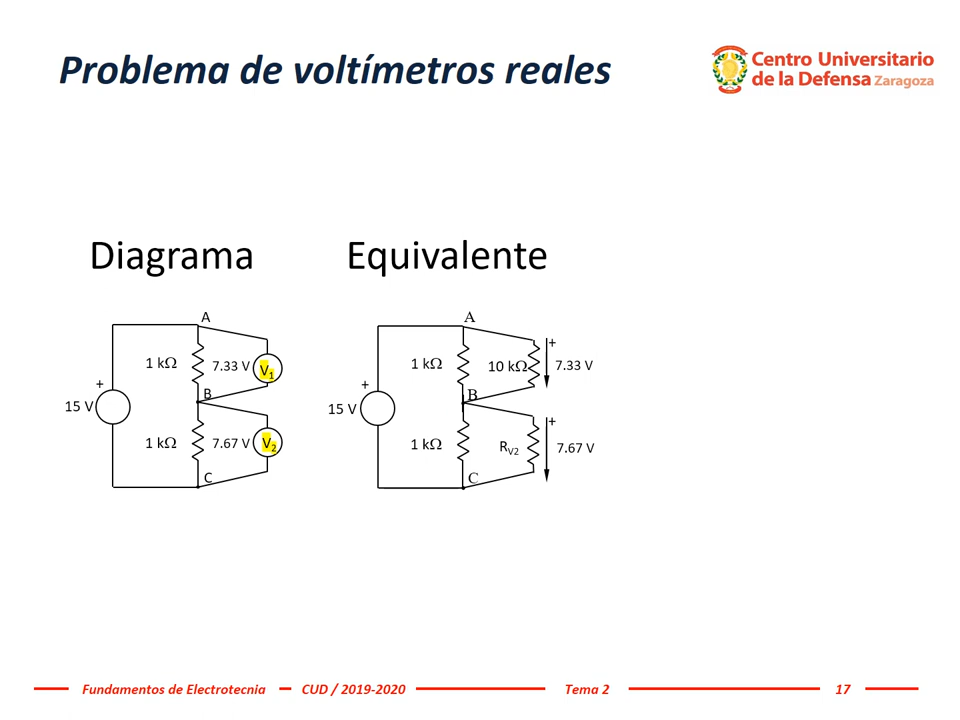 Problema de voltímetros reales
Centro Universitario
de la Defensa Zaragoza
Diagrama
Equivalente
A
1 kΩ
7.33 V
V1
+
B
15 V
1 kΩ
7.67 V
V2
C
A
+
1 kΩ
10 kΩ
7.33 V
+
B
15 V
+
1 kΩ
RV2
7.67 V
C
Fundamentos de Electrotecnia
CUD / 2019-2020
Tema 2
17